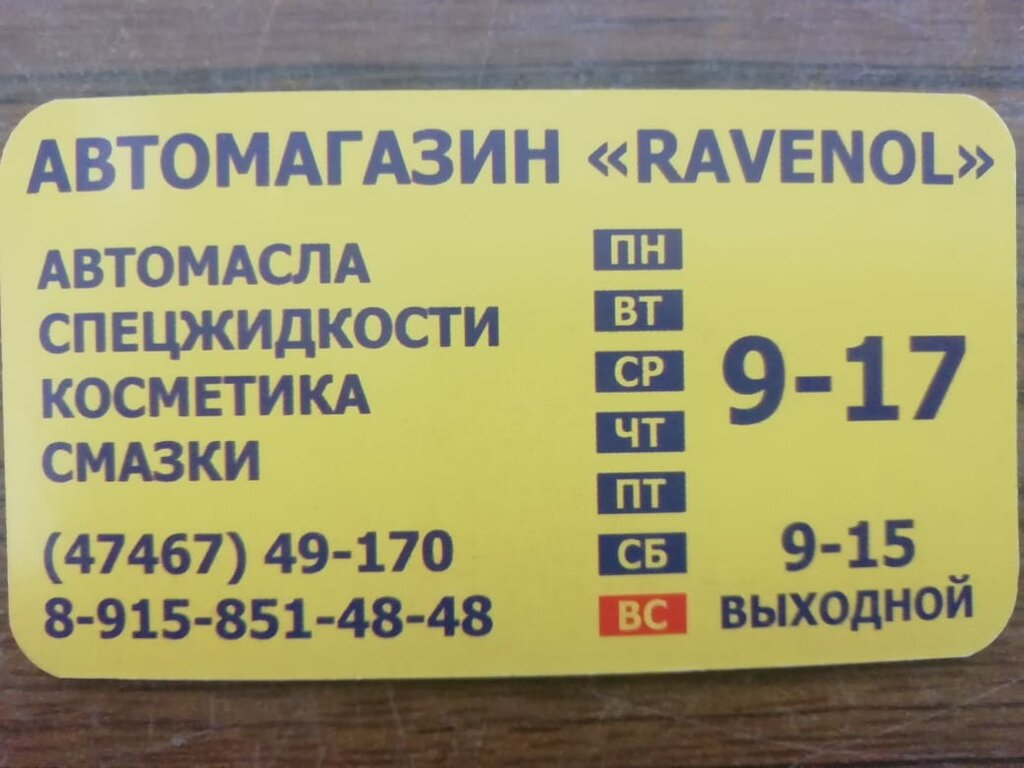 АВТОМАГАЗИН «RAVENOL»
АВТОМАСЛА
СПЕЦЖИДКОСТИ
КОСМЕТИКА
СМАЗКИ
(47467) 49-170
8-915-851-48-48
ПН
ВТ
СР
ЧТ
ПТ
9-17
СБ 9-15
ВС ВЫХОДНОЙ